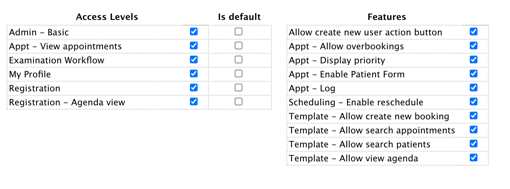 Access Levels Is default
Admin - Basic
Appt - View appointments
Examination Workflow
My Profile
Registration
Registration - Agenda view
Features
Allow create new user action button
Appt - Allow overbookings
Appt - Display priority
Appt - Enable Patient Form
Appt - Log
Scheduling - Enable reschedule
Template - Allow create new booking
Template - Allow search appointments
Template - Allow search patients
Template - Allow view agenda